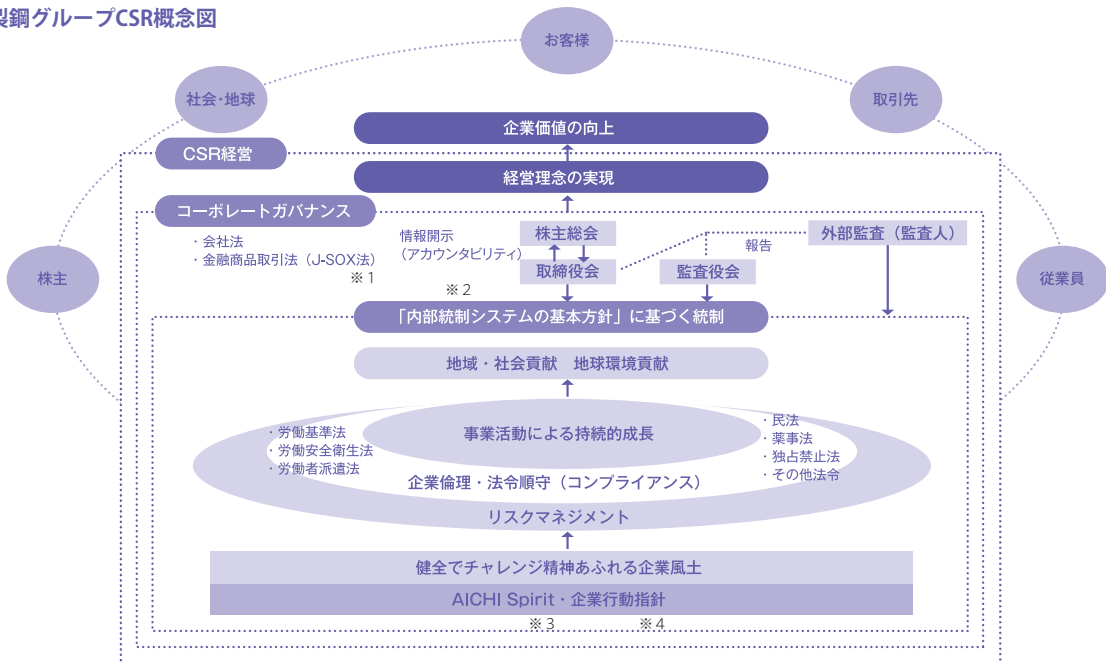 製鋼グループCSR概念図
お客様
社会・地球
取引先
企業価値の向上
CSR経営
経営理念の実現
コーポレートガバナンス
・会社法
・金融商品取引法（J-SOX法）
※1
情報開示
（アカウンタビリティ）
※2
株主総会
取締役会
監査役会
報告
外部監査（監査人）
株主
従業員
「内部統制システムの基本方針」に基づく統制
地域・社会貢献　地球環境貢献
事業活動による持続的成長
・労働基準法
・労働安全衛生法
・労働者派遣法
・民法
・薬事法
・独占禁止法
・その他法令
企業倫理・法令順守（コンプライアンス）
リスクマネジメント
健全でチャレンジ精神あふれる企業風土
AICHI Spirit・企業行動指針
※3 ※4